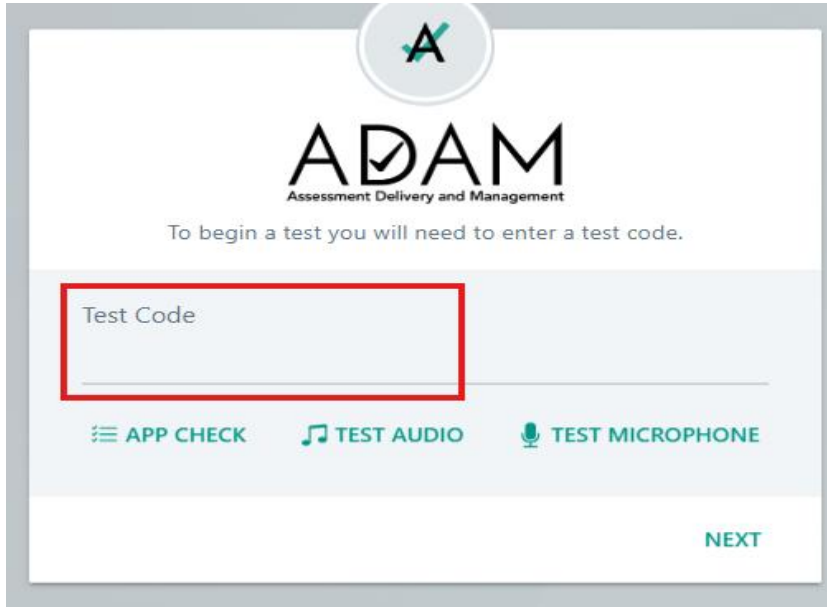 A
ADAM
Assessment Delivery and Management
To begin a test you will need to enter a test code.
Test Code
APP CHECK TEST AUDIO TEST MICROPHONE
NEXT